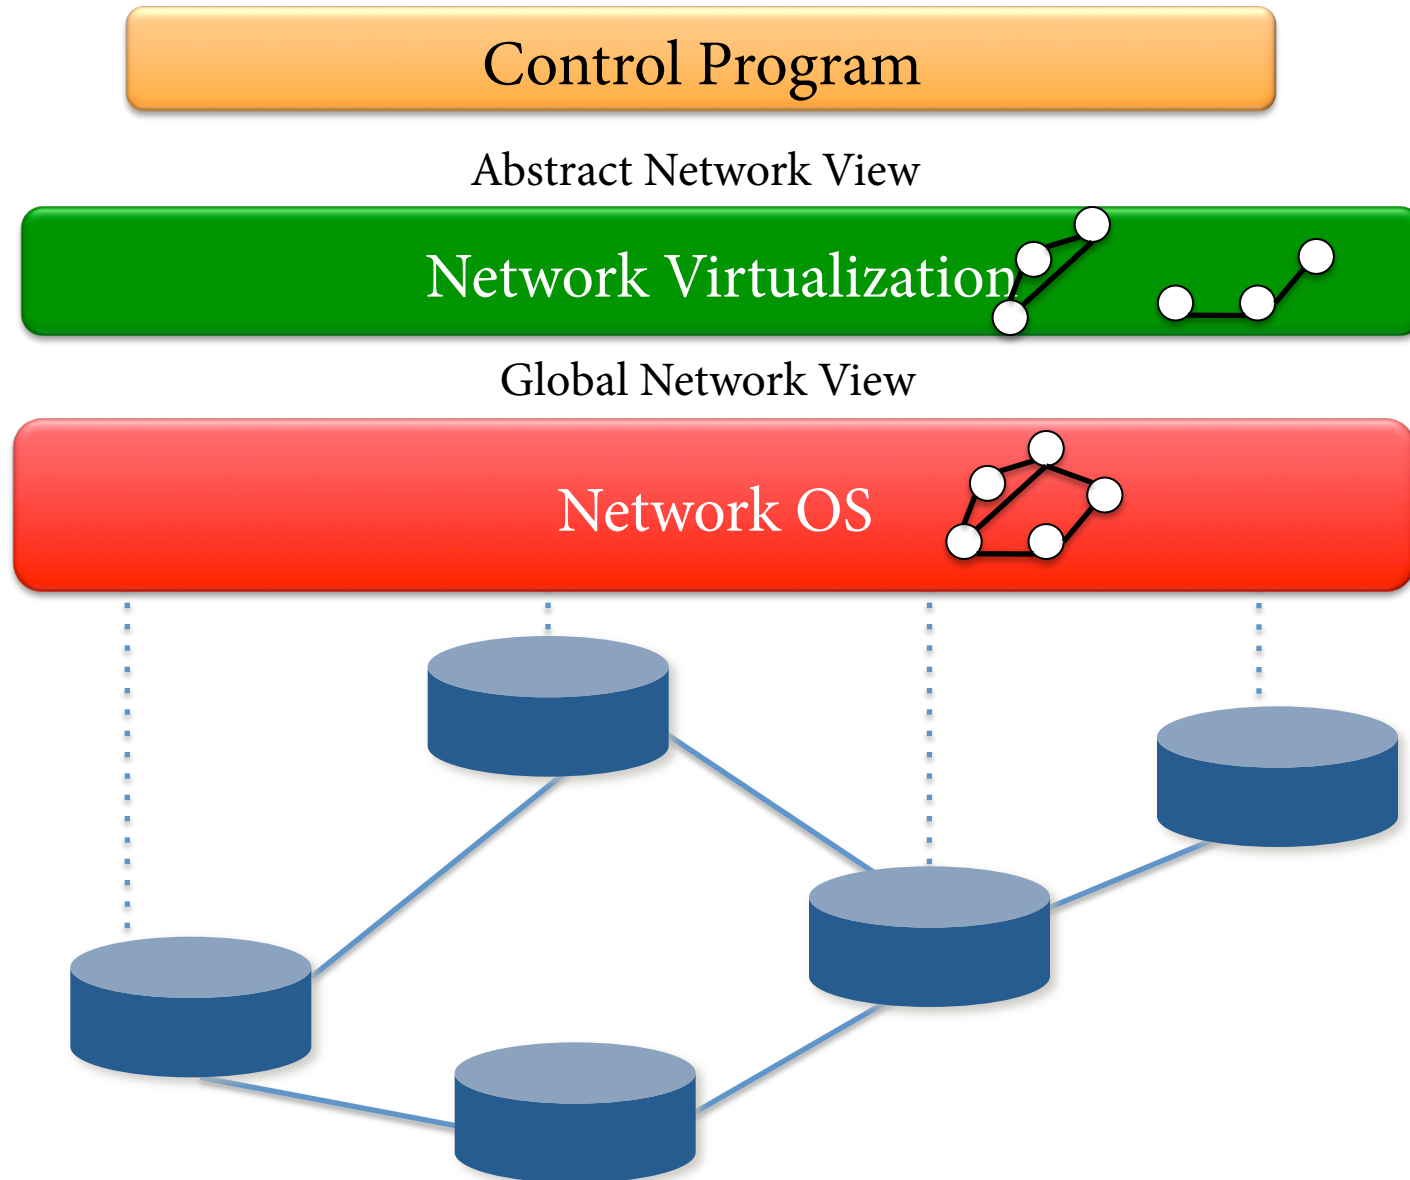 Control Program
Abstract Network View
Network Virtualization
Global Network View
Network OS